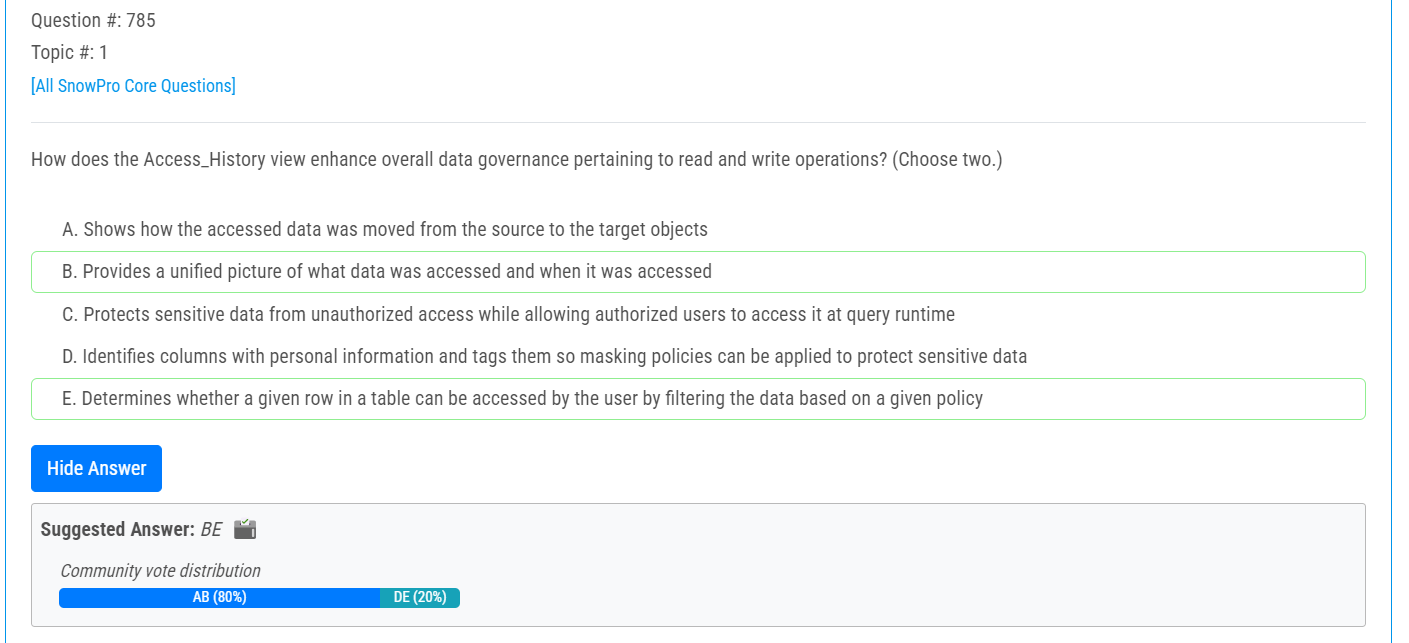 Question #: 785
Topic #: 1
[All SnowPro Core Questions]
How does the Access_History view enhance overall data governance pertaining to read and write operations? (Choose two.)
A. Shows how the accessed data was moved from the source to the target objects
B. Provides a unified picture of what data was accessed and when it was accessed
C. Protects sensitive data from unauthorized access while allowing authorized users to access it at query runtime
D. Identifies columns with personal information and tags them so masking policies can be applied to protect sensitive data
E. Determines whether a given row in a table can be accessed by the user by filtering the data based on a given policy
Hide Answer
Suggested Answer: BE
Community vote distribution
AB (80%) DE (20%)